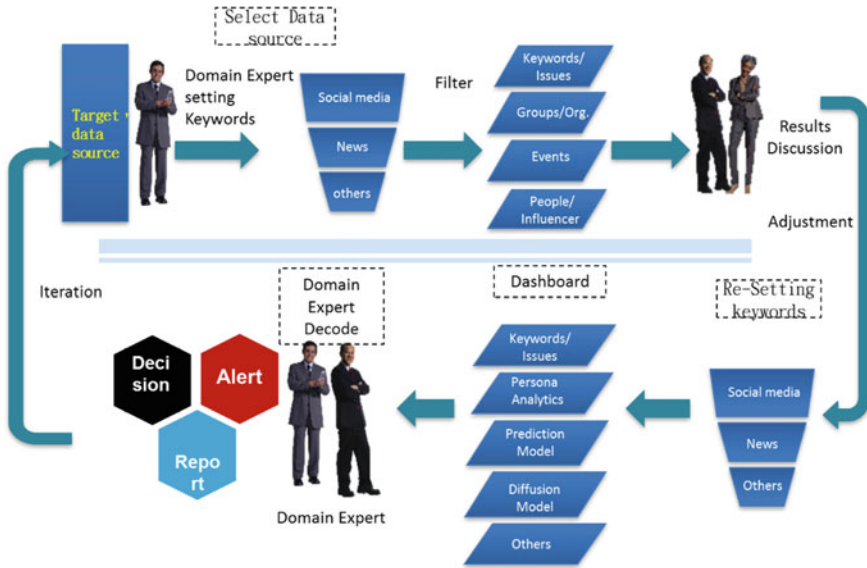 Select Data
source
Domain Expert
setting
Keywords
Target
data
source
Social media
News
others
Filter
Keywords/
Issues
Groups/Org.
Events
People/
Influencer
Results
Discussion
Adjustment
Iteration
Domain
Expert
Decode
Dashboard
Re-Setting
keywords
Deci
sion
Alert
Repo
rt
Domain Expert
Keywords/
Issues
Persona
Analytics
Prediction
Model
Diffusion
Model
Others
Social media
News
Others